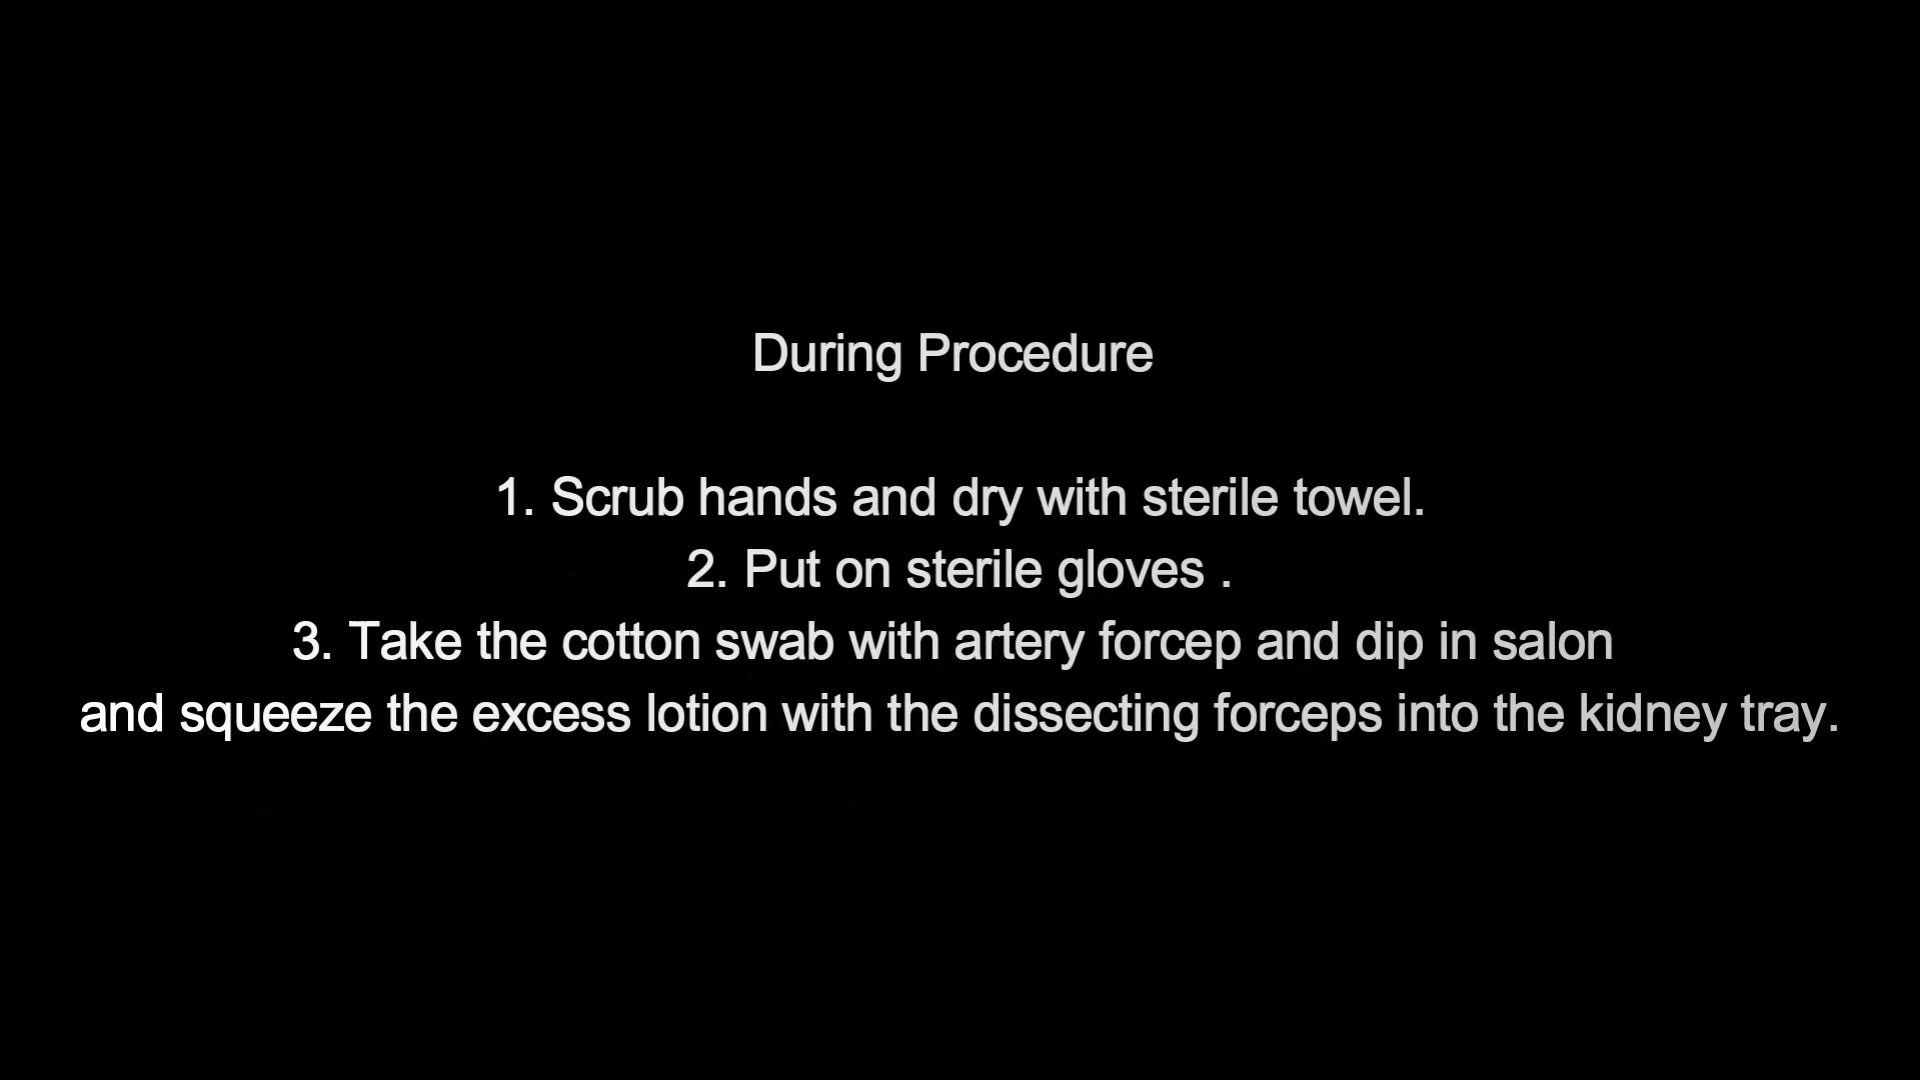 During Procedure
1. Scrub hands and dry with sterile towel.
2. Put on sterile gloves .
3. Take the cotton swab with artery forcep and dip in salon
and squeeze the excess lotion with the dissecting forceps into the kidney tray.